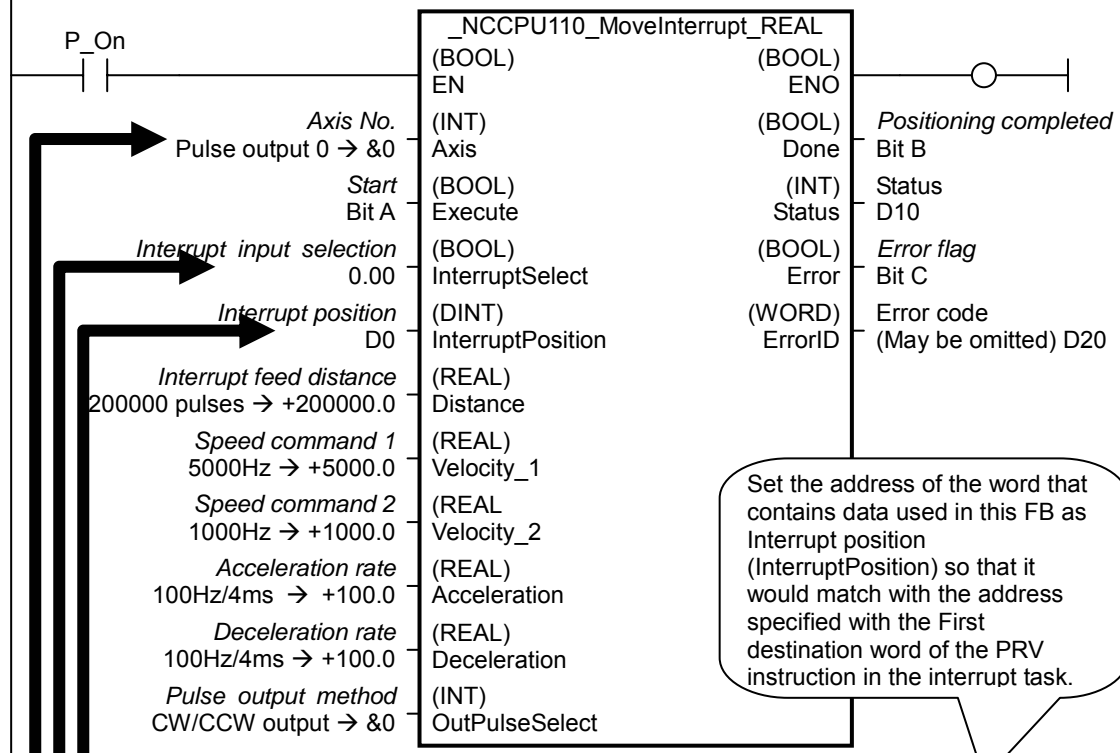 _NCCPU110_MoveInterrupt_REAL
P_On
(BOOL) (BOOL)
EN ENO
Axis No. (INT) (BOOL) Positioning completed
Pulse output 0 → &0 Axis Done Bit B
Start (BOOL) (INT) Status
Bit A Execute Status D10
Interrupt input selection (BOOL) (BOOL) Error flag
0.00 InterruptSelect Error Bit C
Interrupt position (DINT) (WORD) Error code
D0 InterruptPosition ErrorID (May be omitted) D20
Interrupt feed distance (REAL)
200000 pulses → +200000.0 Distance
Speed command 1 (REAL)
5000Hz → +5000.0 Velocity_1
Speed command 2 (REAL
1000Hz → +1000.0 Velocity_2
Acceleration rate (REAL)
100Hz/4ms → +100.0 Acceleration
Deceleration rate (REAL)
100Hz/4ms → +100.0 Deceleration
Pulse output method (INT)
CW/CCW output → &0 OutPulseSelect
Set the address of the word that
contains data used in this FB as
Interrupt position
(InterruptPosition) so that it
would match with the address
specified with the First
destination word of the PRV
instruction in the interrupt task.